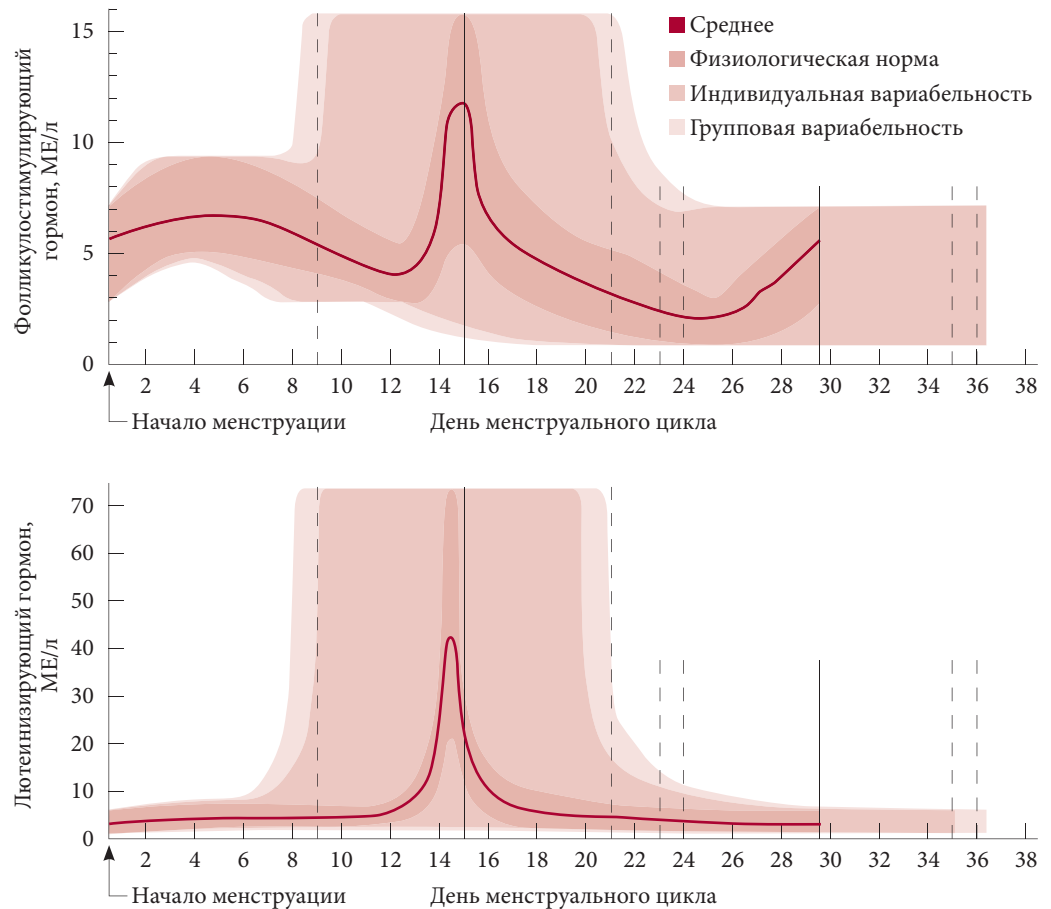 Фолликулостимулирующий
гормон, МЕ/л
15
10
5
0
Среднее
Физиологическая норма
Индивидуальная вариабельность
Групповая вариабельность
2 4 6 8 10 12 14 16 18 20 22 24 26 28 30 32 34 36 38
Начало менструации
День менструального цикла
Лютеинизирующий гормон,
МЕ/л
70
60
50
40
30
20
10
0
2 4 6 8 10 12 14 16 18 20 22 24 26 28 30 32 34 36 38
Начало менструации
День менструального цикла